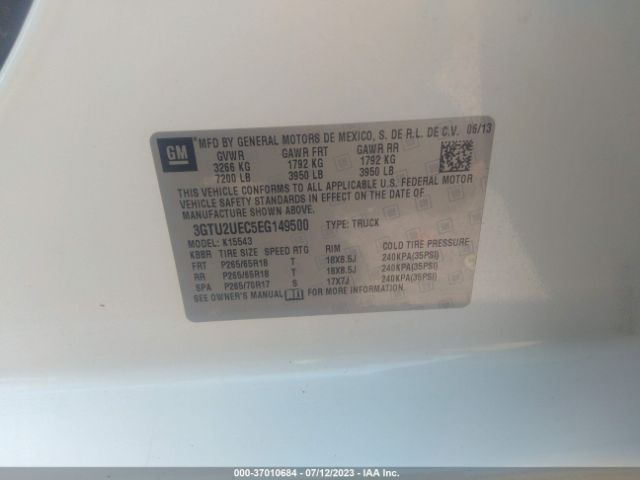 GM
MFD BY GENERAL MOTORS DE MEXICO, S. DE R.L. DE C.V. 06/13
GVWR GAWR FRT GAWR RR
3266 KG 1792 KG 1792 KG
7200 LB 3950 LB 3950 LB
THIS VEHICLE CONFORMS TO ALL APPLICABLE U.S. FEDERAL MOTOR
VEHICLE SAFETY STANDARDS IN EFFECT ON THE DATE OF
MANUFACTURE SHOWN ABOVE.
3GTU2UEC5EG149500 TYPE: TRUCK
MODEL: K15543
KBBR TIRE SIZE SPEED RTG RIM COLD TIRE PRESSURE
FRT P265/65R18 T 18X8.5J 240KPA(35PSI)
RR P265/65R18 T 18X8.5J 240KPA(35PSI)
SPA P265/70R17 S 17X7J 240KPA(35PSI)
SEE OWNER'S MANUAL FOR MORE INFORMATION.
000-37010684 - 07/12/2023 - IAA Inc.